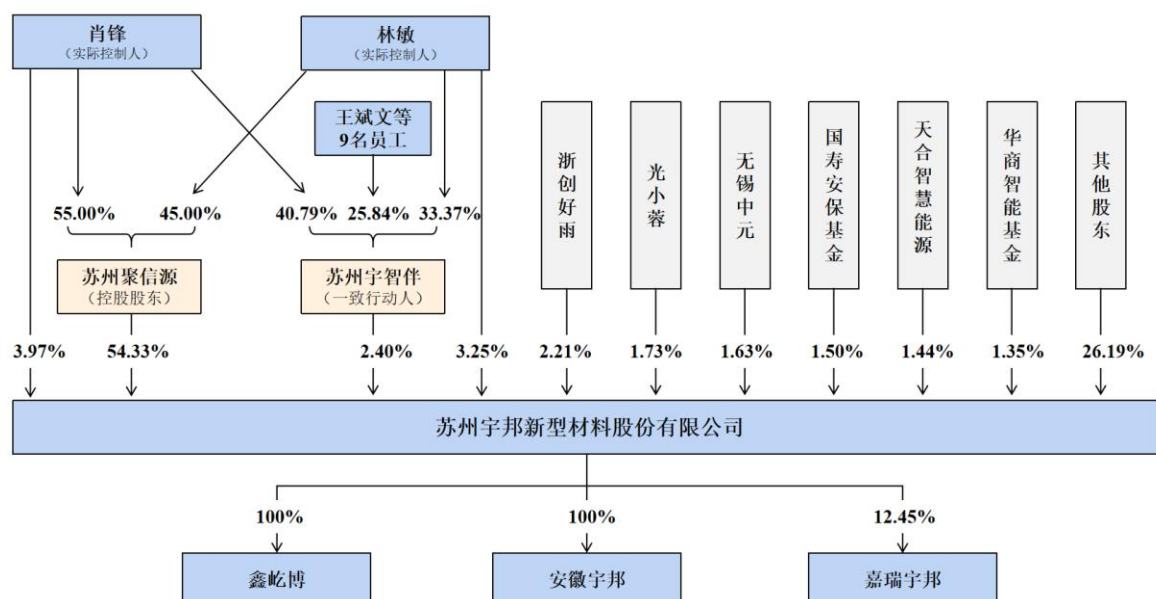 肖锋
（实际控制人）
林敏
（实际控制人）
王斌文等
9名员工
浙创好雨
光小蓉
无锡中元
国寿安保基金
天合智慧能源
华商智能基金
其他股东
55.00%
45.00%
40.79%
25.84%
33.37%
苏州聚信源
（控股股东）
苏州宇智伴
（一致行动人）
3.97%
54.33%
2.40%
3.25%
2.21%
1.73%
1.63%
1.50%
1.44%
1.35%
26.19%
苏州宇邦新型材料股份有限公司
100%
100%
12.45%
鑫屹博
安徽宇邦
嘉瑞宇邦